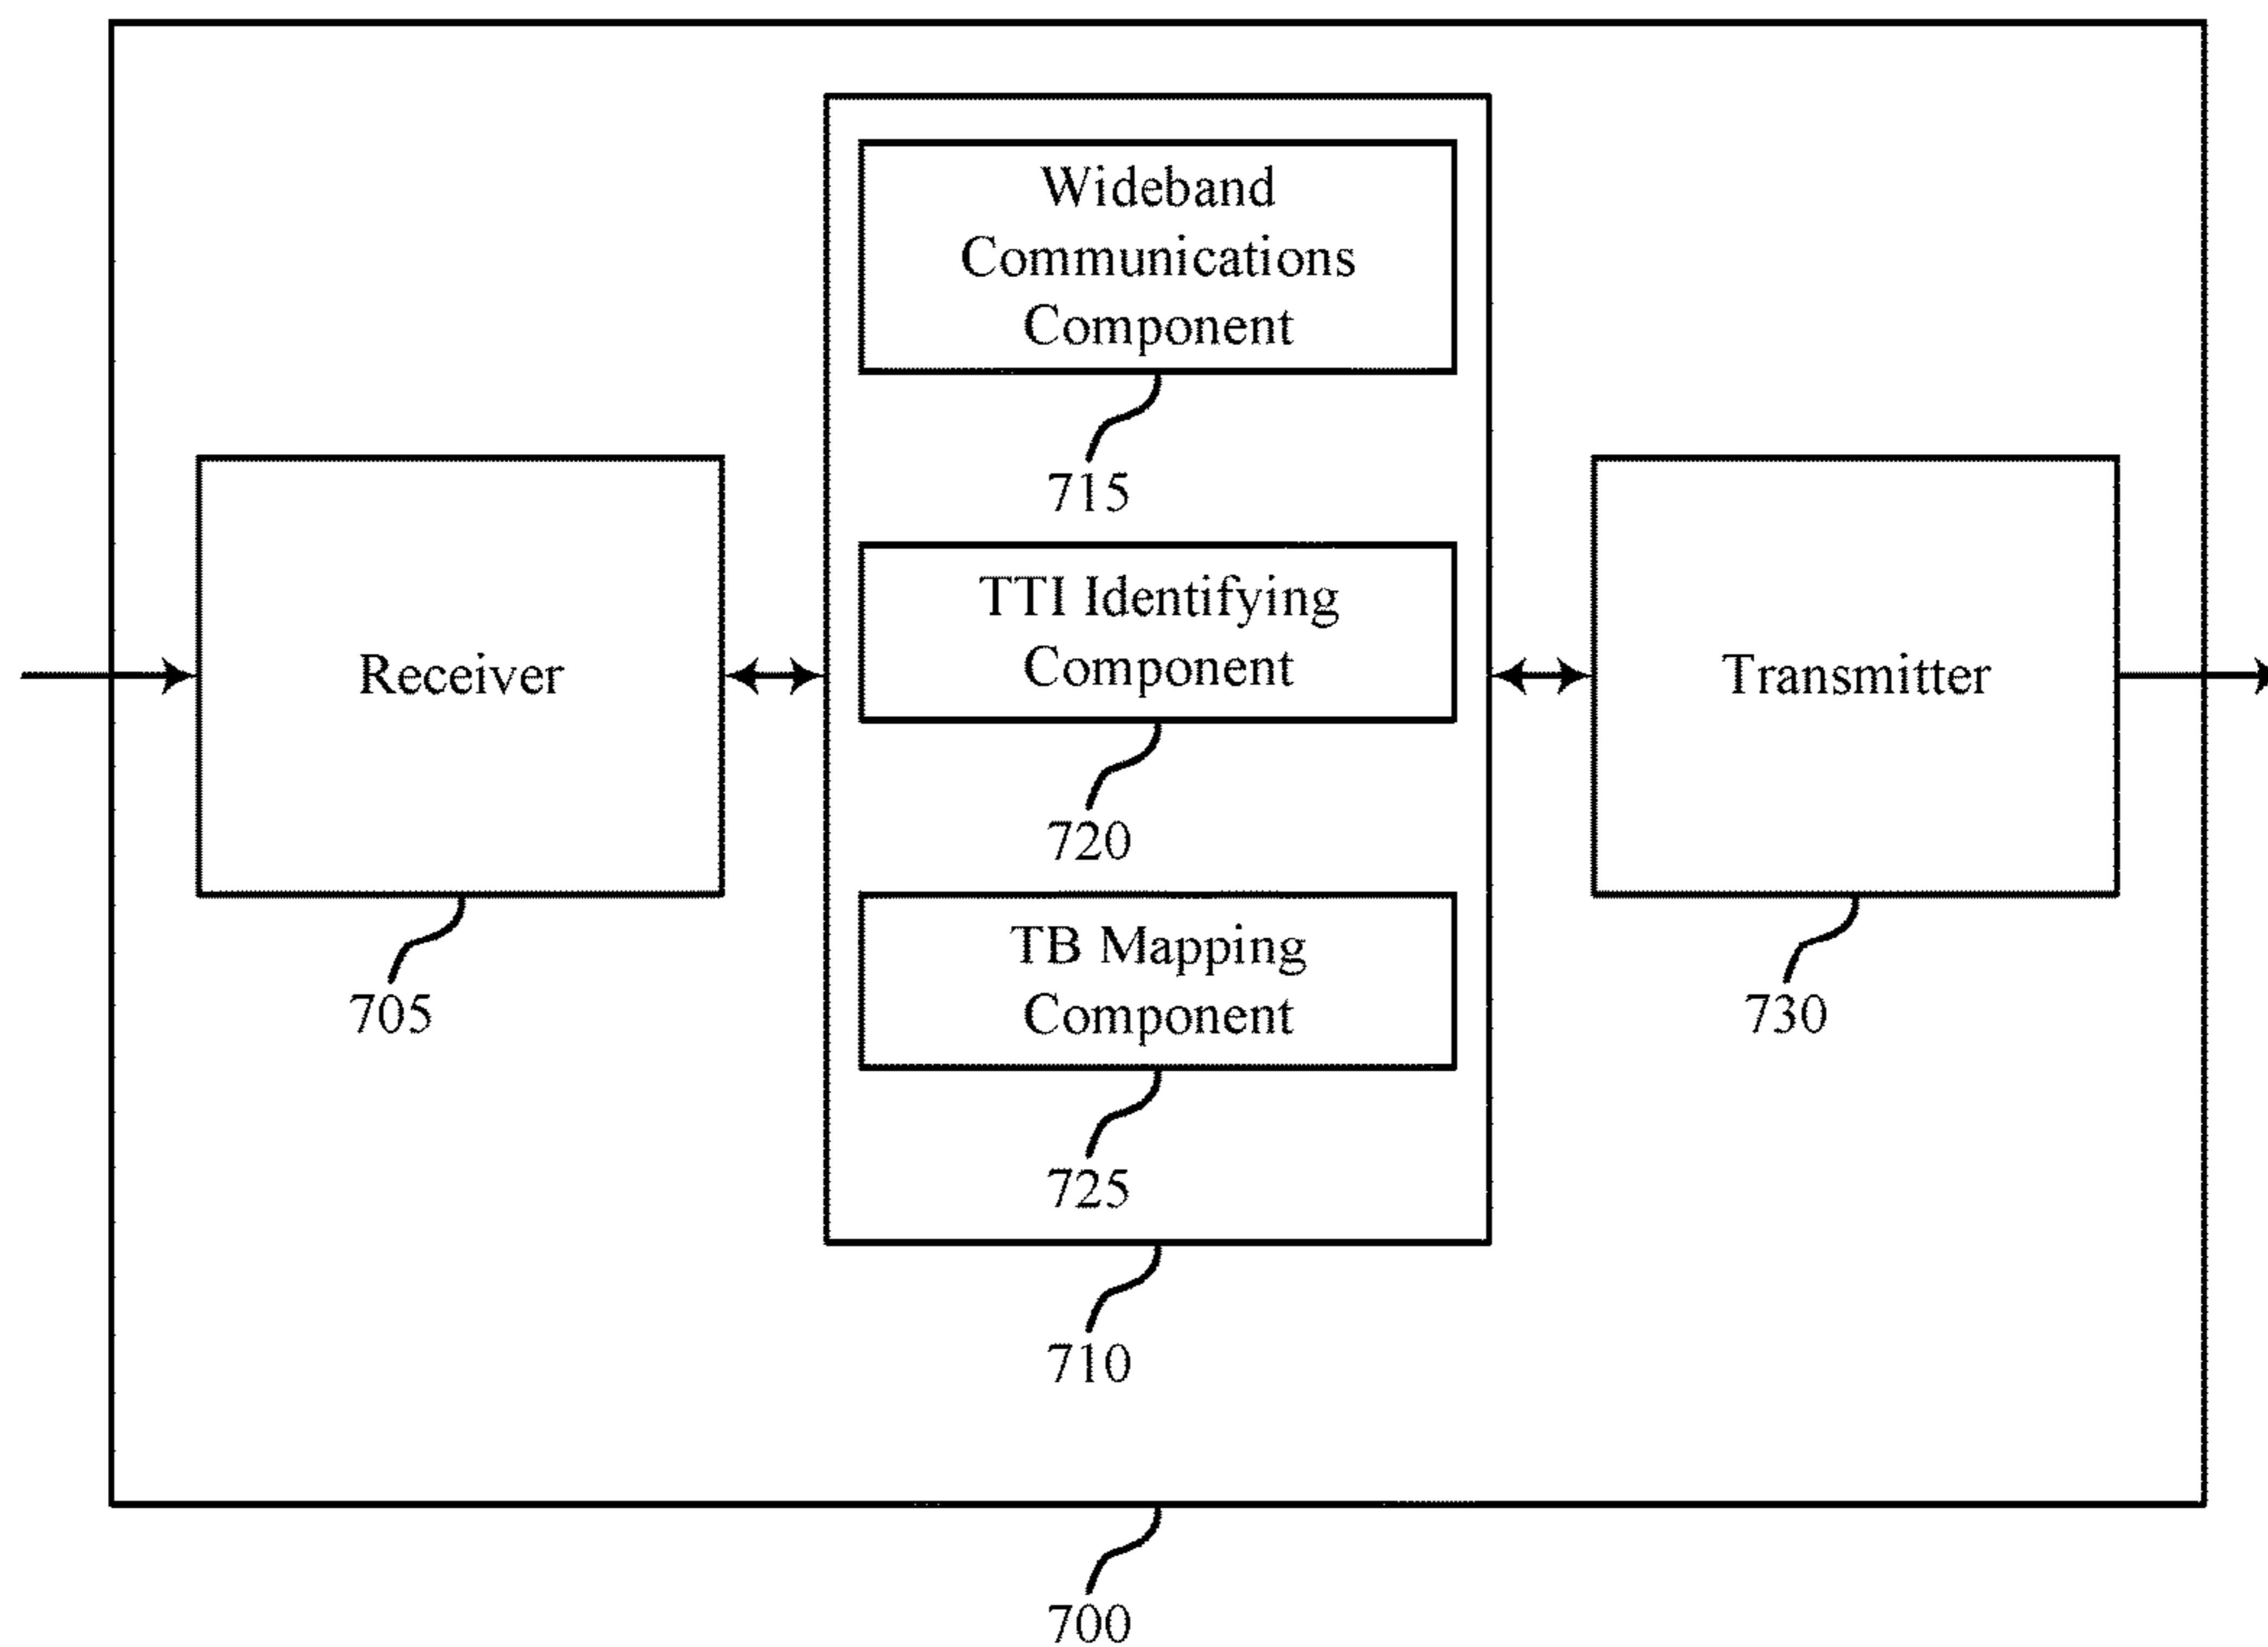 Wideband
Communications
Component
715
TTI Identifying
Component
720
TB Mapping
Component
725
710
Receiver
705
Transmitter
730
700